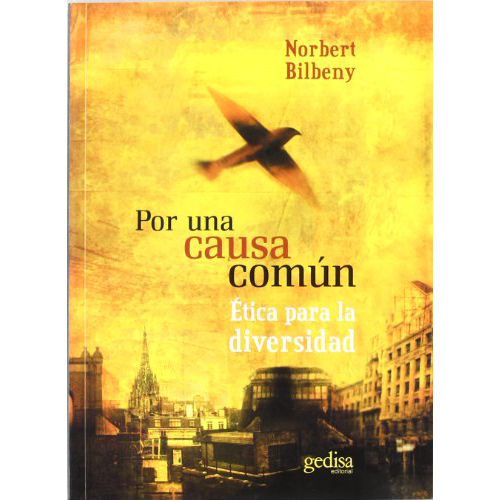 Norbert
Bilbeny
Por una
causa
común
Ética para la
diversidad
gedisa
editorial